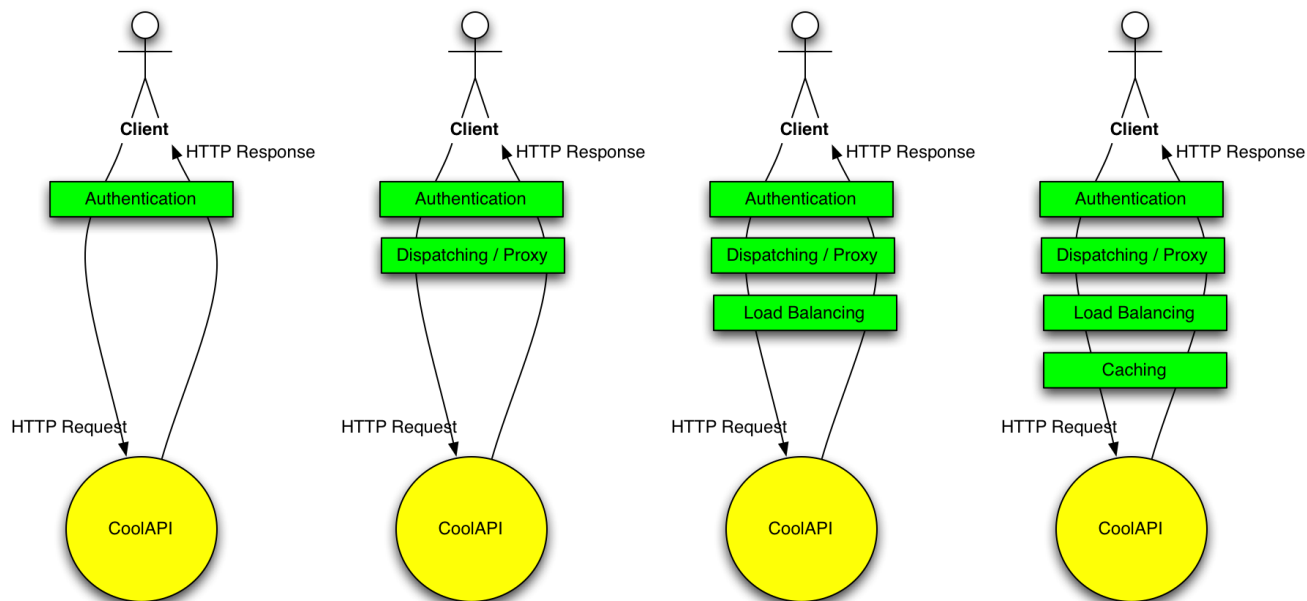 Client
HTTP Response
Authentication
HTTP Request
CoolAPI
Client
HTTP Response
Authentication
Dispatching / Proxy
HTTP Request
CoolAPI
Client
HTTP Response
Authentication
Dispatching / Proxy
Load Balancing
HTTP Request
CoolAPI
Client
HTTP Response
Authentication
Dispatching / Proxy
Load Balancing
Caching
HTTP Request
CoolAPI